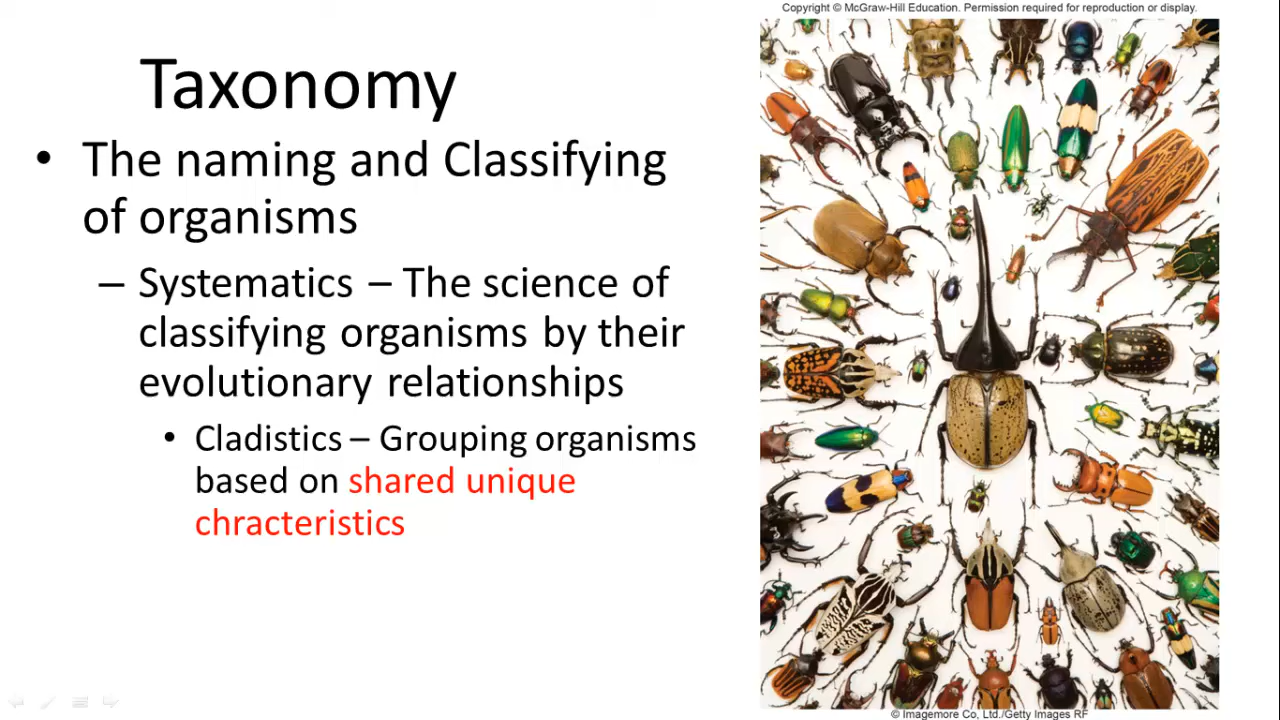 Copyright © McGraw-Hill Education. Permission required for reproduction or display.
Taxonomy
• The naming and Classifying
of organisms
– Systematics – The science of
classifying organisms by their
evolutionary relationships
• Cladistics – Grouping organisms
based on shared unique
chracteristics
© Imagemore Co, Ltd./Getty Images RF